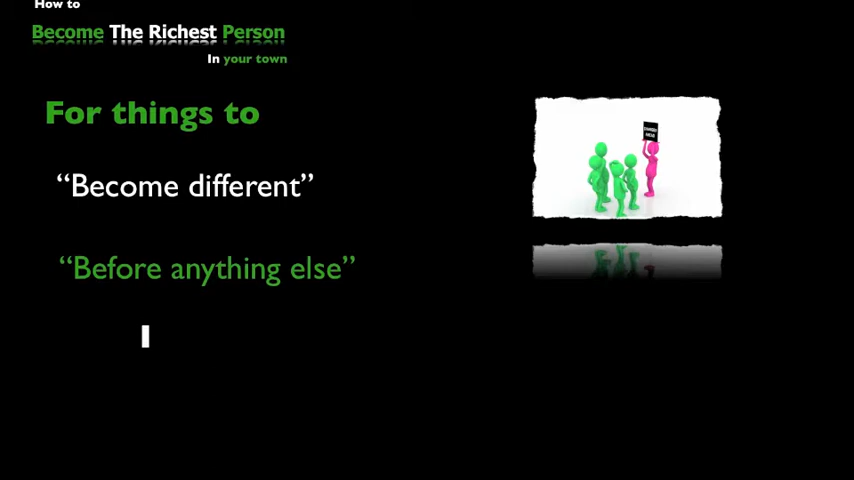 How to
Become The Richest Person
In your town
For things to
“Become different”
“Before anything else”
I